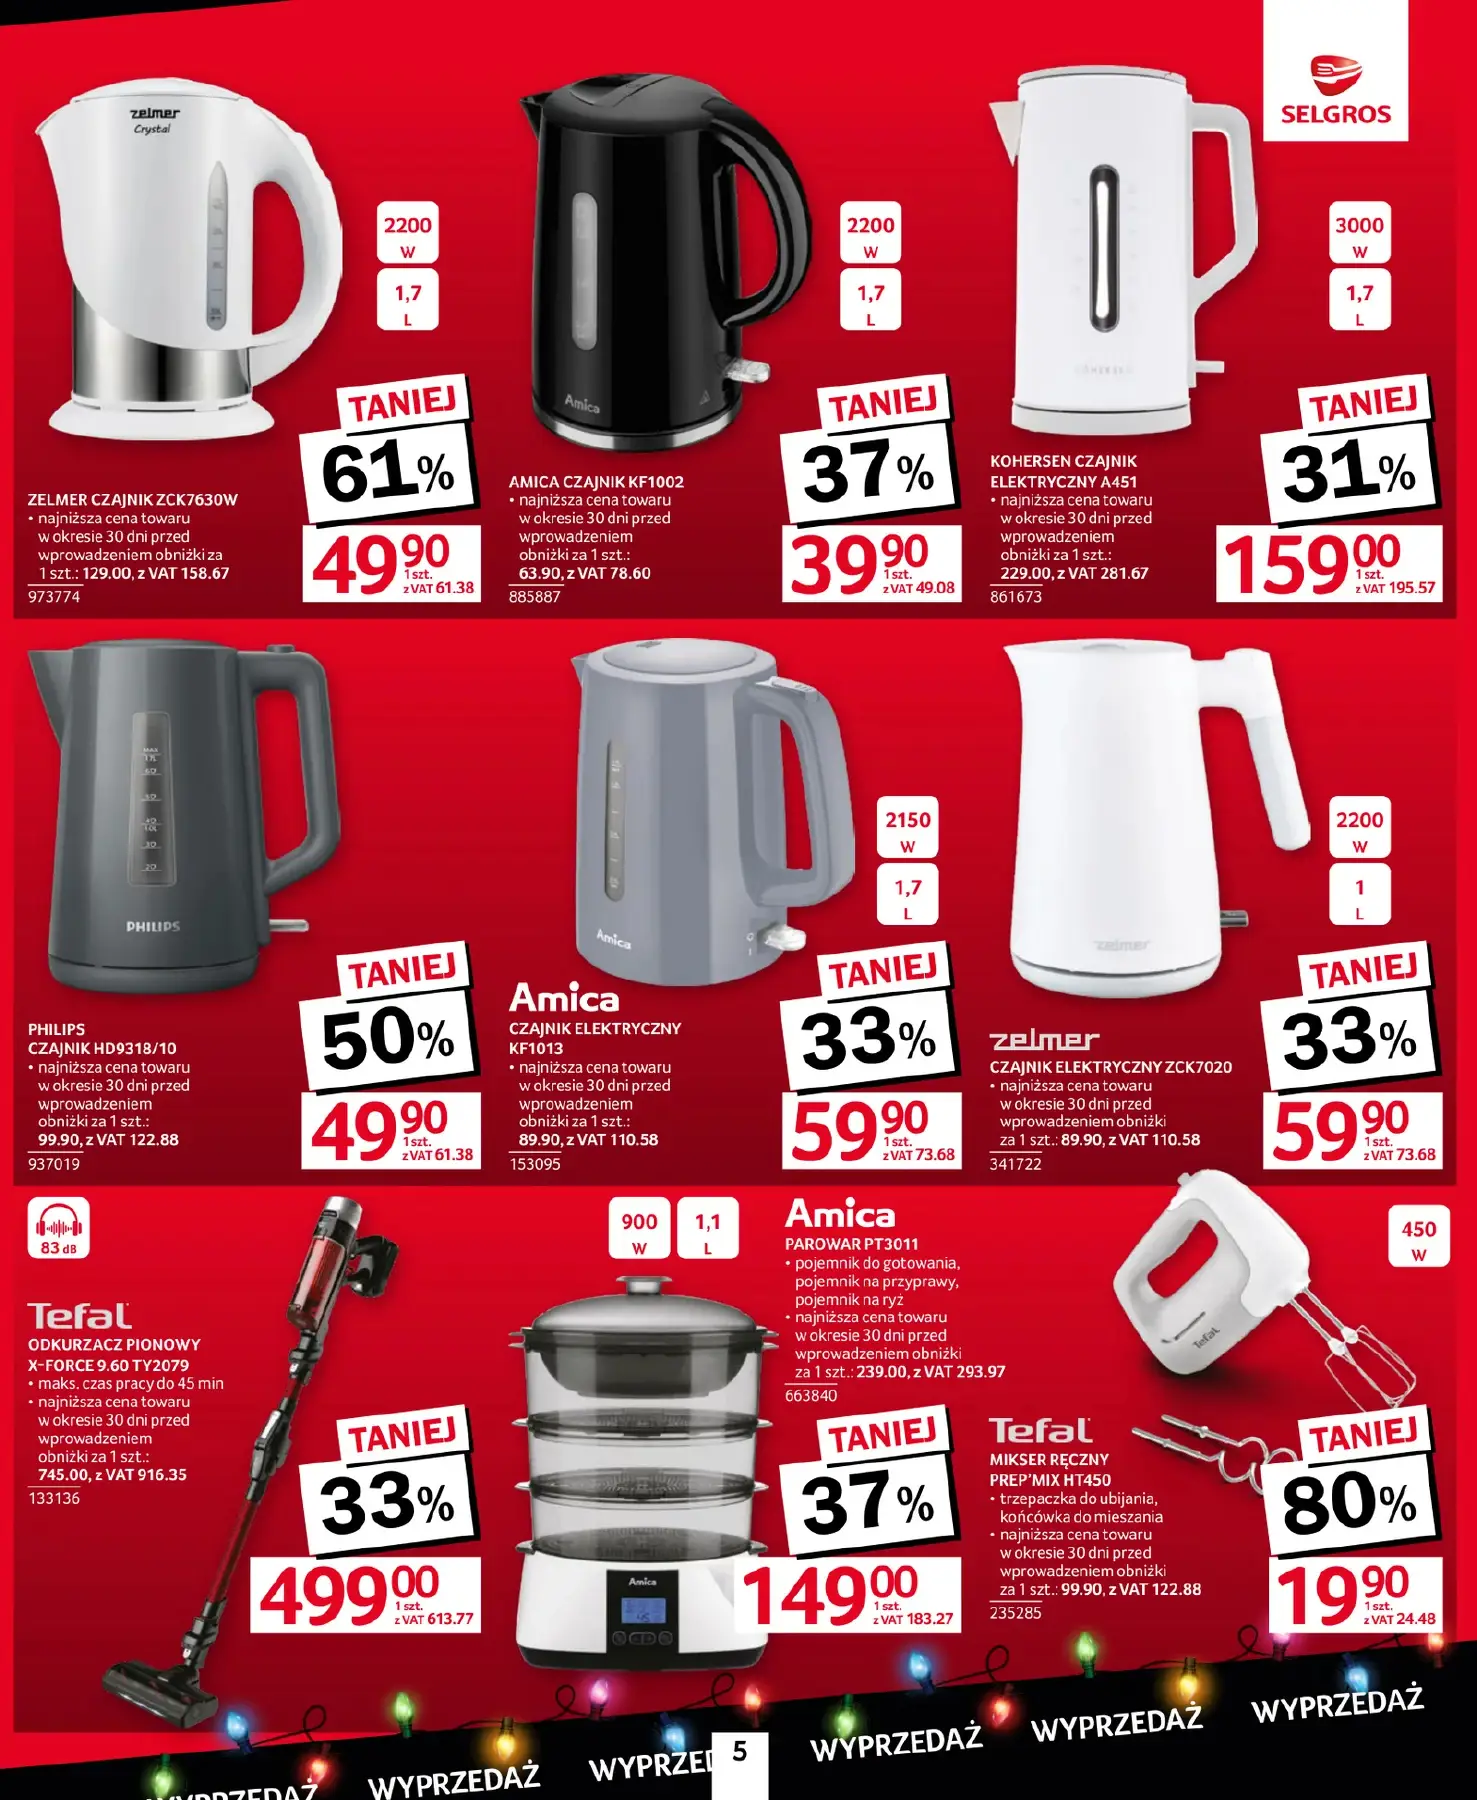 SELGROS
zelmer
Crystal
2200
W
1,7
L
TANIEJ
61%
ZELMER CZAJNIK ZCK7630W
• najniższa cena towaru
w okresie 30 dni przed
wprowadzeniem obniżki za
1 szt.: 129.00, z VAT 158.67
973774
49 90
1 szt.
z VAT 61.38
Amica
2200
W
1,7
L
TANIEJ
37%
AMICA CZAJNIK KF1002
• najniższa cena towaru
w okresie 30 dni przed
wprowadzeniem
obniżki za 1 szt.:
63.90, z VAT 78.60
885887
39 90
1 szt.
z VAT 49.08
KOHERSEN
3000
W
1,7
L
TANIEJ
31%
KOHERSEN CZAJNIK
ELEKTRYCZNY A451
• najniższa cena towaru
w okresie 30 dni przed
wprowadzeniem
obniżki za 1 szt.:
229.00, z VAT 281.67
861673
159 00
1 szt.
z VAT 195.57
MAX
1.7L
PHILIPS
TANIEJ
50%
PHILIPS
CZAJNIK HD9318/10
• najniższa cena towaru
w okresie 30 dni przed
wprowadzeniem
obniżki za 1 szt.:
99.90, z VAT 122.88
937019
49 90
1 szt.
z VAT 61.38
Amica
2150
W
1,7
L
TANIEJ
33%
Amica
CZAJNIK ELEKTRYCZNY
KF1013
• najniższa cena towaru
w okresie 30 dni przed
wprowadzeniem
obniżki za 1 szt.:
89.90, z VAT 110.58
153095
59 90
1 szt.
z VAT 73.68
zelmer
2200
W
1
L
TANIEJ
33%
zelmer
CZAJNIK ELEKTRYCZNY ZCK7020
• najniższa cena towaru
w okresie 30 dni przed
wprowadzeniem obniżki
za 1 szt.: 89.90, z VAT 110.58
341722
59 90
1 szt.
z VAT 73.68
83 dB
Tefal
ODKURZACZ PIONOWY
X-FORCE 9.60 TY2079
• maks. czas pracy do 45 min
• najniższa cena towaru
w okresie 30 dni przed
wprowadzeniem
obniżki za 1 szt.:
745.00, z VAT 916.35
133136
TANIEJ
33%
499 00
1 szt.
z VAT 613.77
900
W
1,1
L
Amica
PAROWAR PT3011
• pojemnik do gotowania,
pojemnik na przyprawy,
pojemnik na ryż
• najniższa cena towaru
w okresie 30 dni przed
wprowadzeniem obniżki
za 1 szt.: 239.00, z VAT 293.97
663840
Amica
TANIEJ
37%
149 00
1 szt.
z VAT 183.27
Tefal
450
W
Tefal
MIKSER RĘCZNY
PREP'MIX HT450
• trzepaczka do ubijania,
końcówka do mieszania
• najniższa cena towaru
w okresie 30 dni przed
wprowadzeniem obniżki
za 1 szt.: 99.90, z VAT 122.88
235285
TANIEJ
80%
19 90
1 szt.
z VAT 24.48
WYPRZEDAŻ
WYPRZEDAŻ
WYPRZE
WYPRZEDAŻ
WYPRZEDAŻ
WYPRZEDAŻ
5